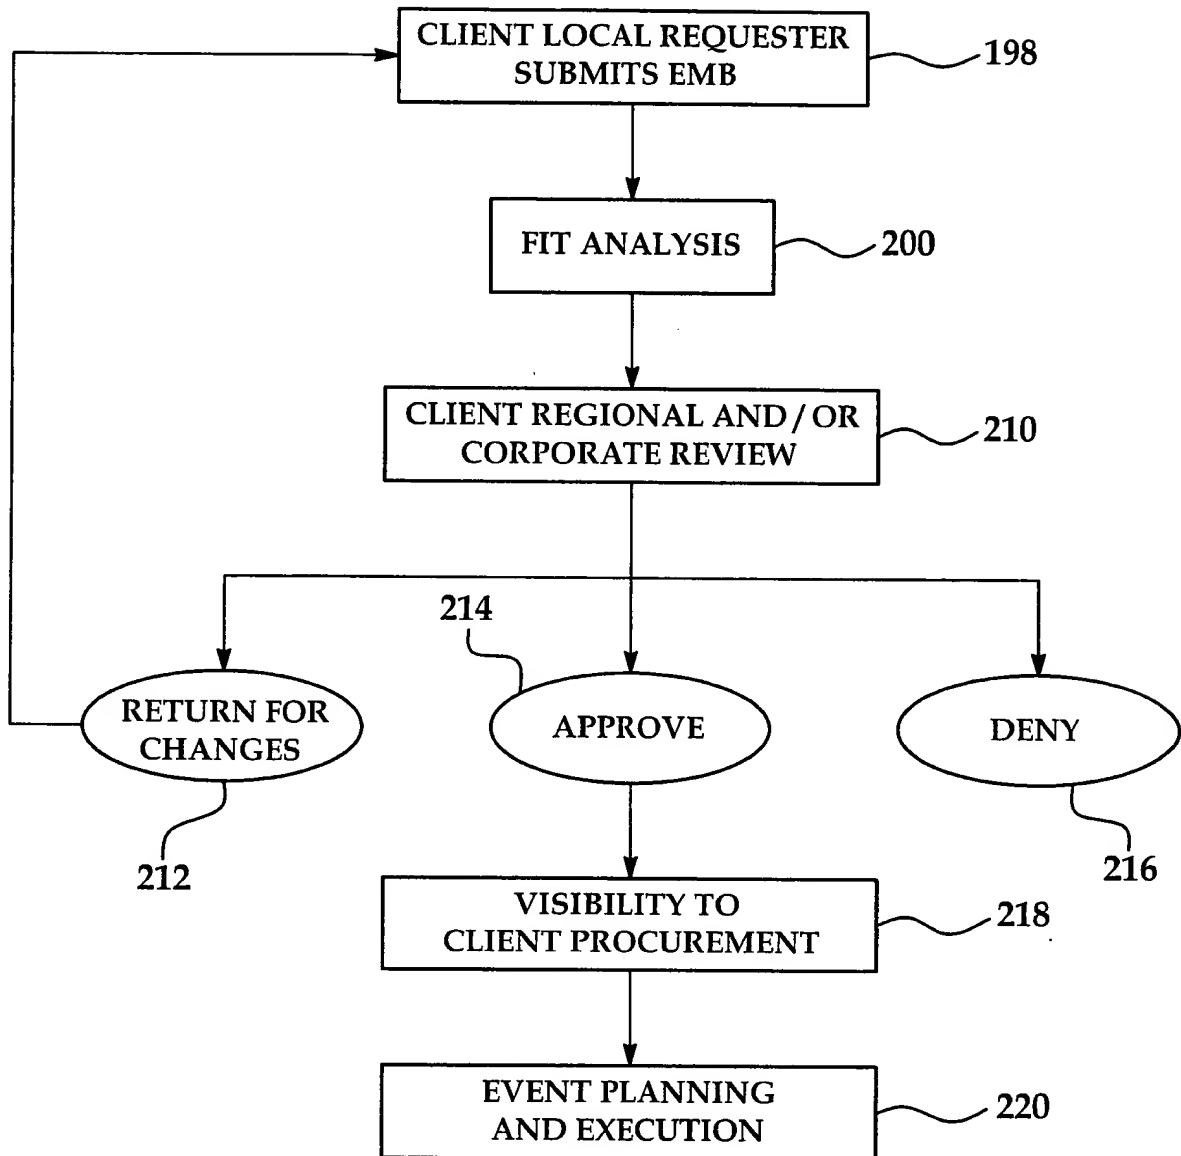 CLIENT LOCAL REQUESTER
SUBMITS EMB
198
FIT ANALYSIS
200
CLIENT REGIONAL AND/OR
CORPORATE REVIEW
210
214
RETURN FOR
CHANGES
APPROVE
DENY
212
216
VISIBILITY TO
CLIENT PROCUREMENT
218
EVENT PLANNING
AND EXECUTION
220